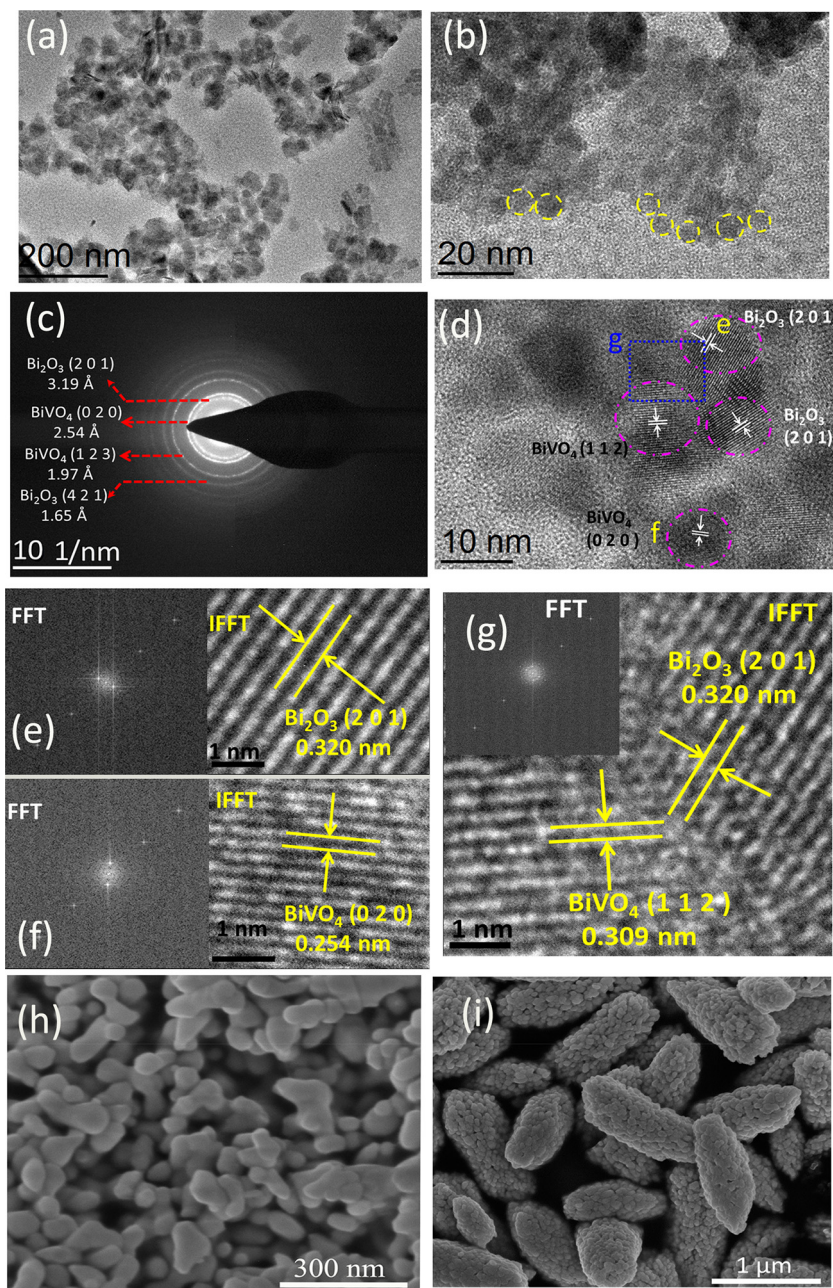 (a)
200 nm
(b)
20 nm
(c)
Bi₂O₃ (2 0 1)
3.19 Å
BiVO₄ (0 2 0)
2.54 Å
BiVO₄ (1 2 3)
1.97 Å
Bi₂O₃ (4 2 1)
1.65 Å
10 1/nm
(d)
Bi₂O₃ (2 0 1)
e
g
Bi₂O₃
(2 0 1)
BiVO₄ (1 1 2)
BiVO₄
(0 2 0)
f
10 nm
FFT
(e)
IFFT
Bi₂O₃ (2 0 1)
0.320 nm
1 nm
FFT
(f)
IFFT
BiVO₄ (0 2 0)
0.254 nm
1 nm
(g)
FFT
IFFT
Bi₂O₃ (2 0 1)
0.320 nm
BiVO₄ (1 1 2 )
0.309 nm
1 nm
(h)
300 nm
(i)
1 µm